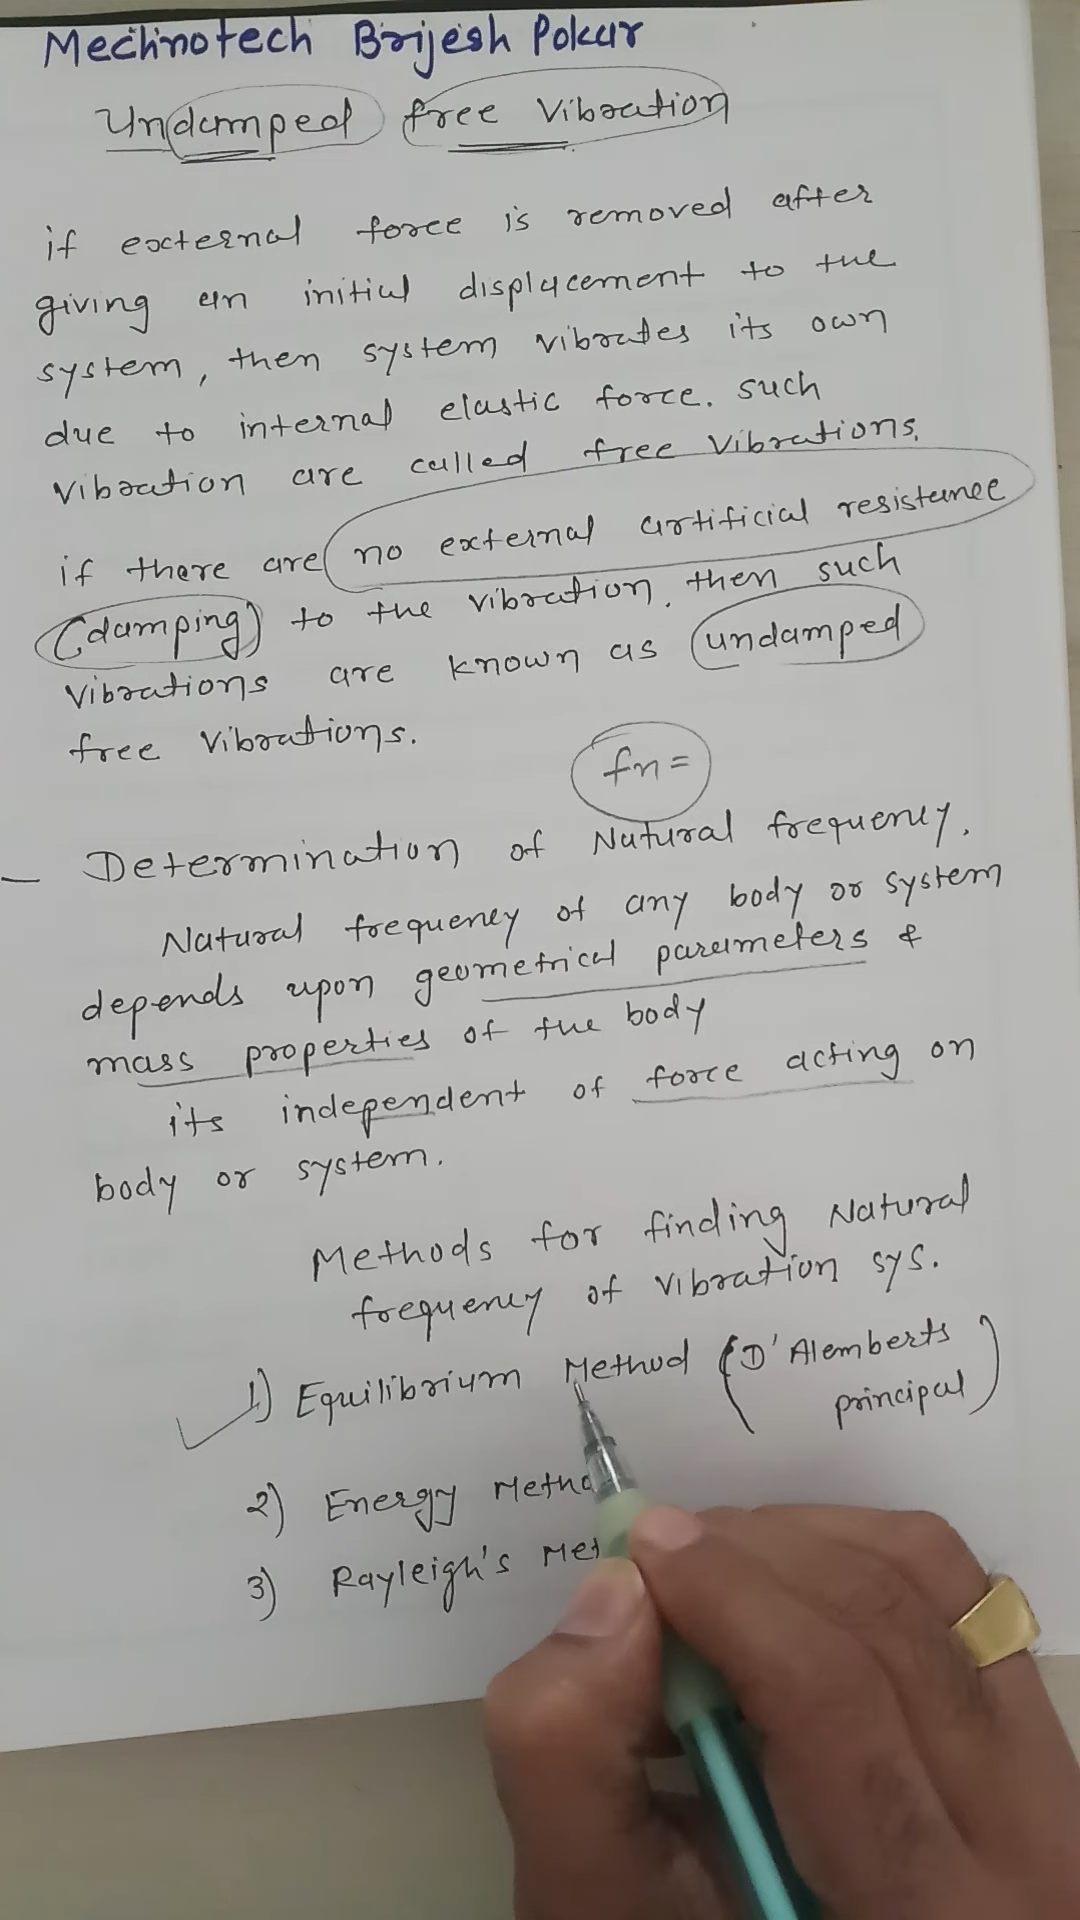 Mechnotech Brijesh Pokar
Undamped free Vibration
if external force is removed after
giving an initial displacement to the
system, then system vibrates its own
due to internal elastic force. such
vibration are called free vibrations.
if there are no external artificial resistance
(damping) to the vibration, then such
vibrations are known as undamped
free vibrations.
fn =
Determination of Natural frequency.
Natural frequency of any body or system
depends upon geometrical parameters &
mass properties of the body
its independent of force acting on
body or system.
Methods for finding Natural
frequency of vibration sys.
1) Equilibrium Method (D'Alemberts
principal)
2) Energy Metho
3) Rayleigh's Met